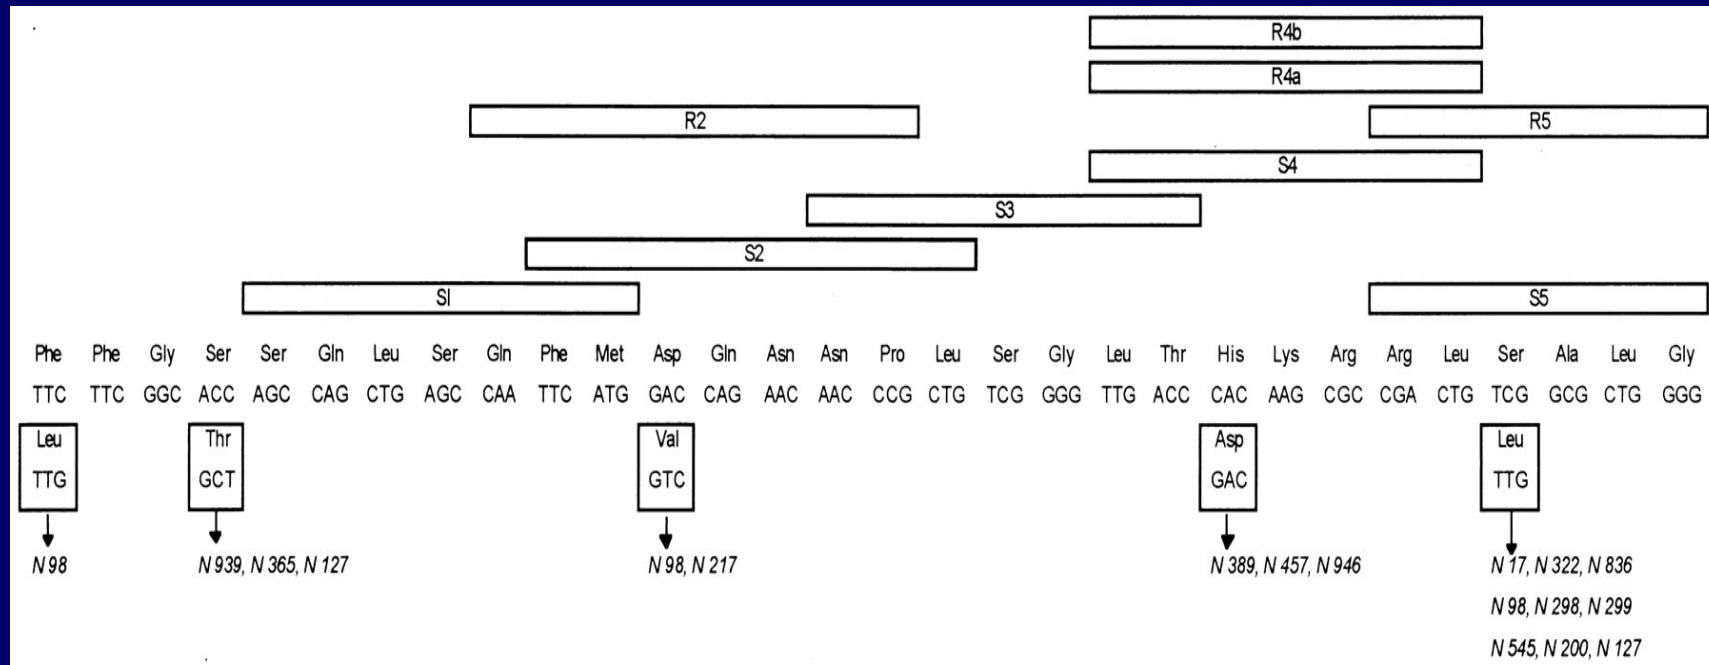 R4b
R4a
R2 R5
S4
S3
S2
SI S5
Phe Phe Gly Ser Ser Gln Leu Ser Gln Phe Met Asp Gln Asn Asn Pro Leu Ser Gly Leu Thr His Lys Arg Arg Leu Ser Ala Leu Gly
TTC TTC GGC ACC AGC CAG CTG AGC CAA TTC ATG GAC CAG AAC AAC CCG CTG TCG GGG TTG ACC CAC AAG CGC CGA CTG TCG GCG CTG GGG
Leu Thr Val Asp Leu
TTG GCT GTC GAC TTG
N 98 N 939, N 365, N 127 N 98, N 217 N 389, N 457, N 946 N 17, N 322, N 836
N 98, N 298, N 299
N 545, N 200, N 127